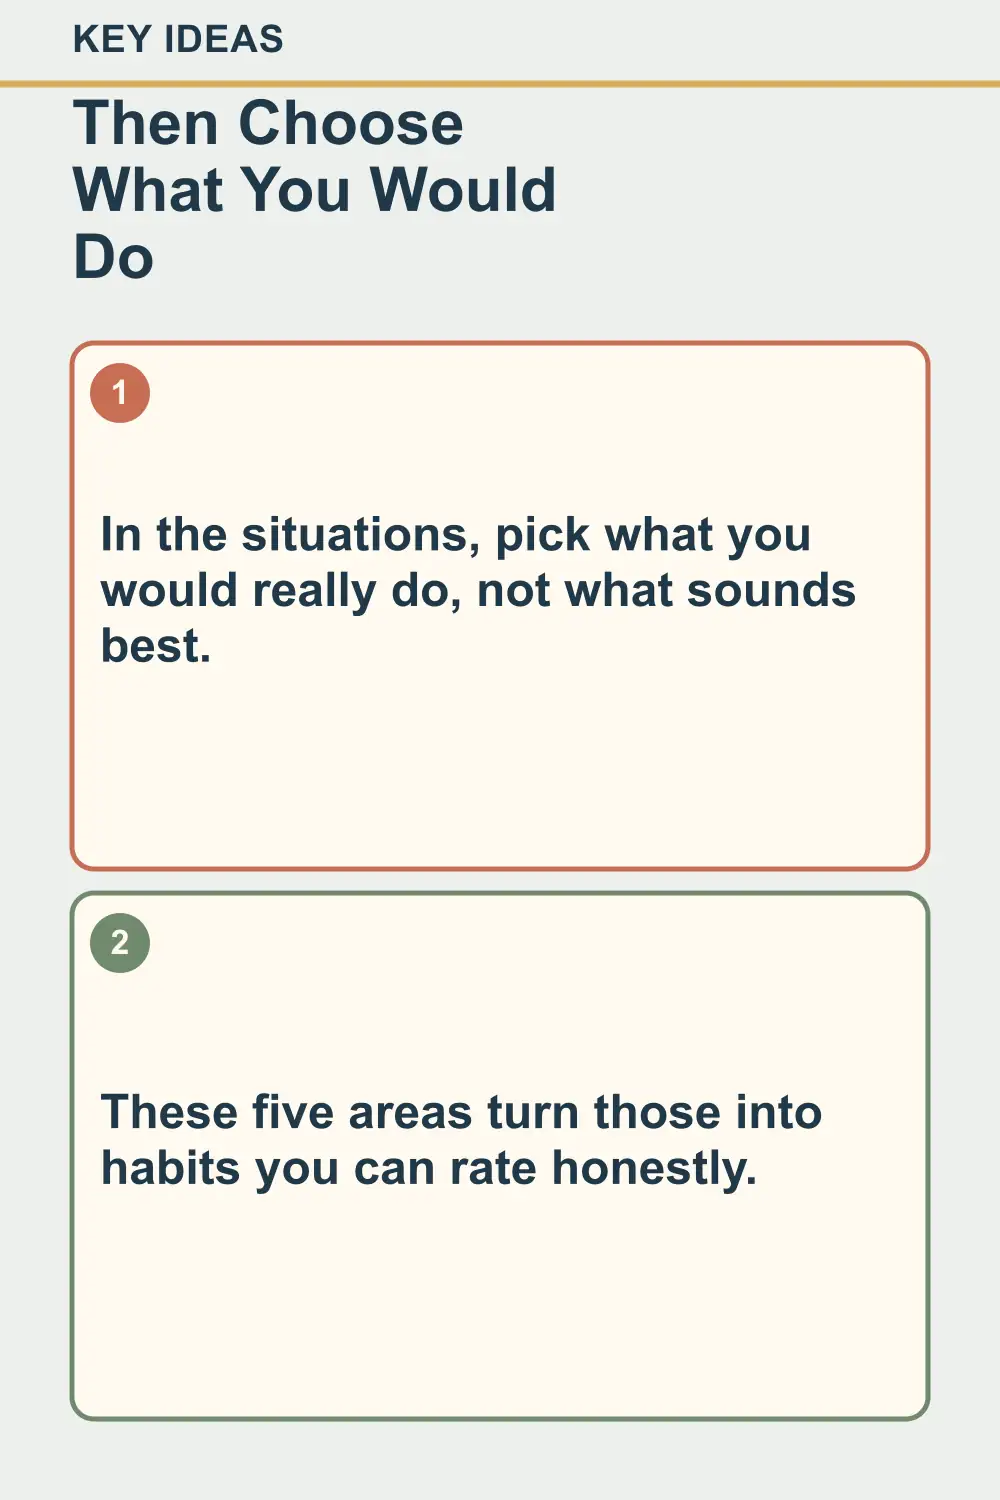 KEY IDEAS
Then Choose
What You Would
Do
1
In the situations, pick what you
would really do, not what sounds
best.
2
These five areas turn those into
habits you can rate honestly.